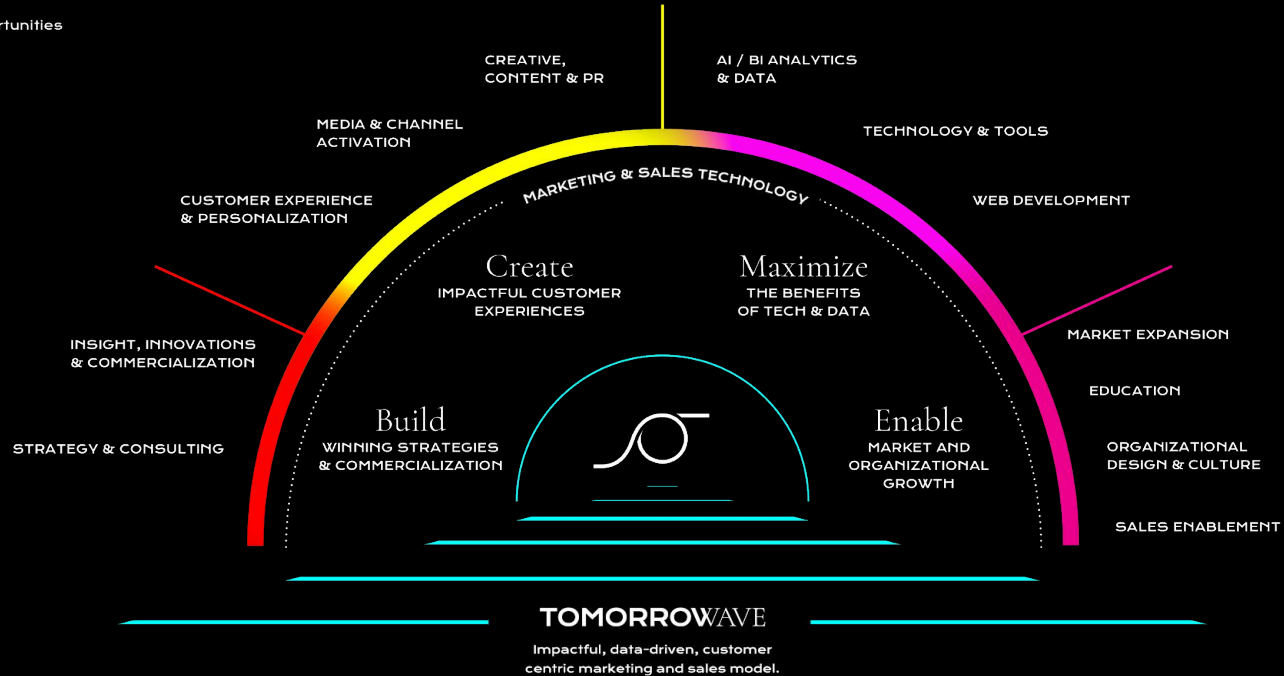 CREATIVE,
CONTENT & PR
AI / BI ANALYTICS
& DATA
MEDIA & CHANNEL
ACTIVATION
TECHNOLOGY & TOOLS
CUSTOMER EXPERIENCE
& PERSONALIZATION
MARKETING & SALES TECHNOLOGY
WEB DEVELOPMENT
Create
IMPACTFUL CUSTOMER
EXPERIENCES
Maximize
THE BENEFITS
OF TECH & DATA
INSIGHT, INNOVATIONS
& COMMERCIALIZATION
MARKET EXPANSION
EDUCATION
STRATEGY & CONSULTING
Build
WINNING STRATEGIES
& COMMERCIALIZATION
Enable
MARKET AND
ORGANIZATIONAL
GROWTH
ORGANIZATIONAL
DESIGN & CULTURE
SALES ENABLEMENT
TOMORROWAVE
Impactful, data-driven, customer
centric marketing and sales model.